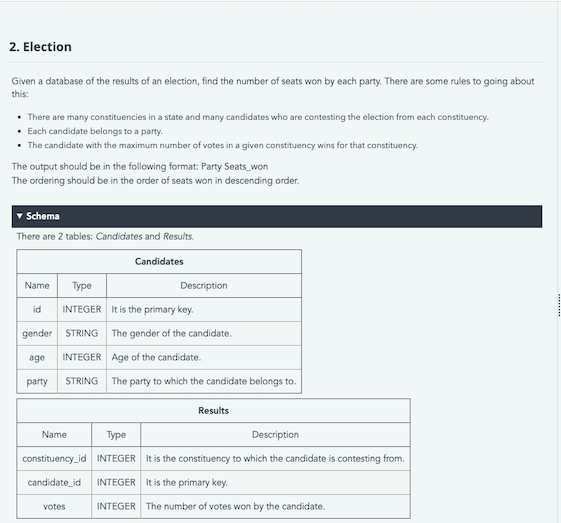 2. Election
Given a database of the results of an election, find the number of seats won by each party. There are some rules to going about
this:
• There are many constituencies in a state and many candidates who are contesting the election from each constituency.
• Each candidate belongs to a party.
• The candidate with the maximum number of votes in a given constituency wins for that constituency.
The output should be in the following format: Party Seats_won
The ordering should be in the order of seats won in descending order.
▼ Schema
There are 2 tables: Candidates and Results.
Candidates
Name Type Description
id INTEGER It is the primary key.
gender STRING The gender of the candidate.
age INTEGER Age of the candidate.
party STRING The party to which the candidate belongs to.
Results
Name Type Description
constituency_id INTEGER It is the constituency to which the candidate is contesting from.
candidate_id INTEGER It is the primary key.
votes INTEGER The number of votes won by the candidate.